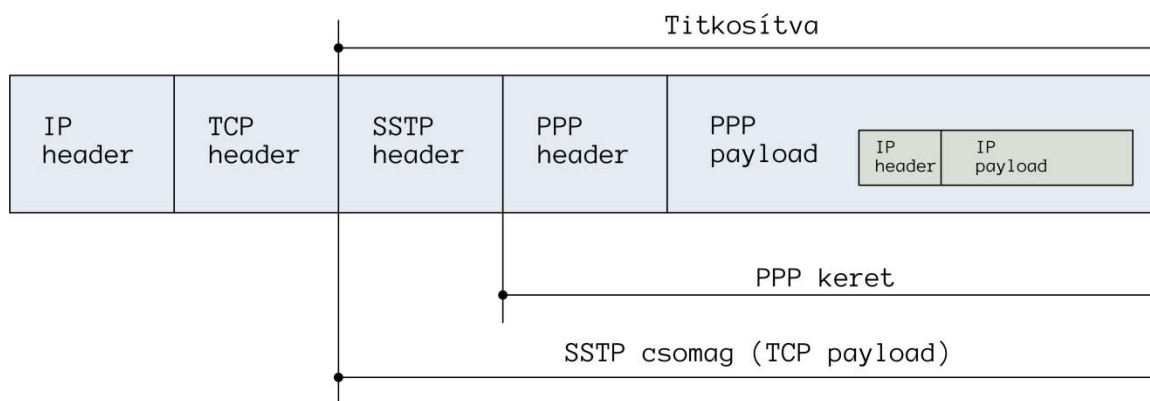 Titkosítva
IP header
TCP header
SSTP header
PPP header
PPP payload
IP header
IP payload
PPP keret
SSTP csomag (TCP payload)